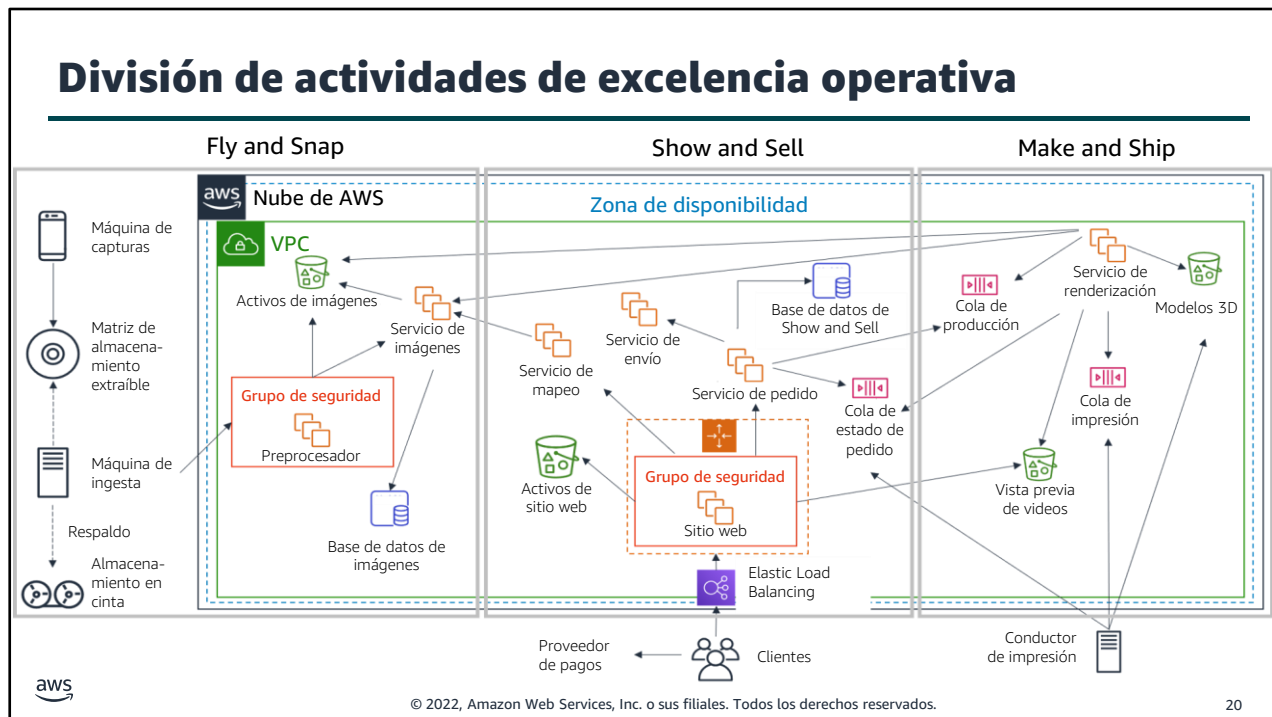 División de actividades de excelencia operativa
Fly and Snap
Show and Sell
Make and Ship
aws
Nube de AWS
Zona de disponibilidad
VPC
Máquina de
capturas
Matriz de
almacena-
miento
extraíble
Máquina de
ingesta
Respaldo
Almacena-
miento en
cinta
Activos de imágenes
Servicio de
imágenes
Grupo de seguridad
Preprocesador
Base de datos de
imágenes
Servicio de
mapeo
Servicio de
envío
Base de datos de
Show and Sell
Servicio de pedido
Cola de
estado de
pedido
Activos de
sitio web
Grupo de seguridad
Sitio web
Elastic Load
Balancing
Proveedor
de pagos
Clientes
Cola de
producción
Servicio de
renderización
Modelos 3D
Cola de
impresión
Vista previa
de videos
Conductor
de impresión
aws
© 2022, Amazon Web Services, Inc. o sus filiales. Todos los derechos reservados.
20